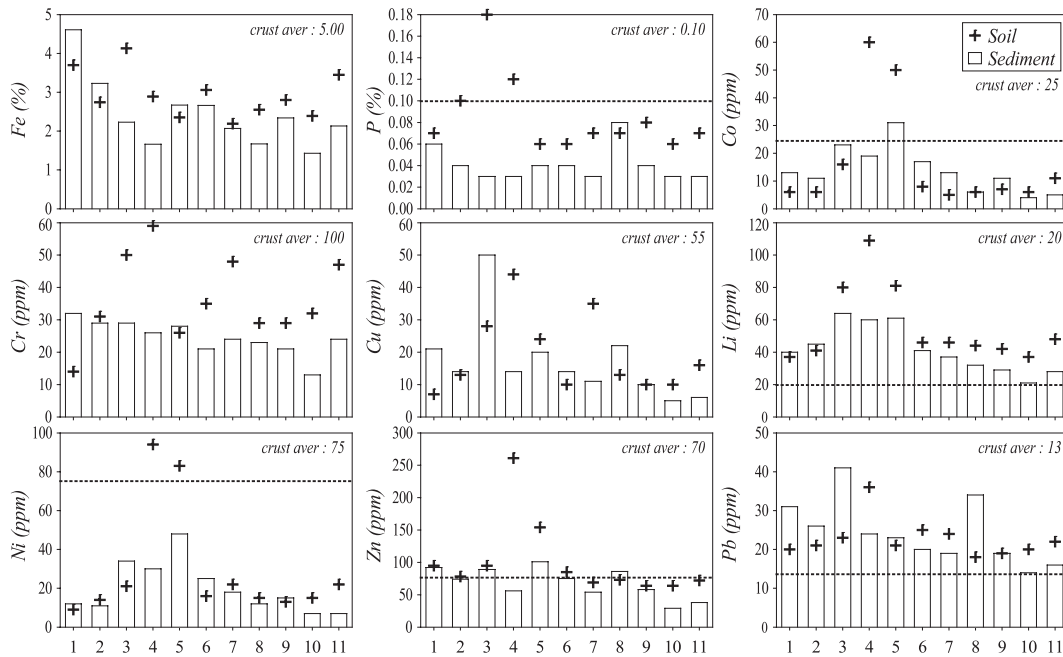 crust aver : 5.00
Fe (%)
5
4
3
2
1
0
crust aver : 0.10
P (%)
0.18
0.16
0.14
0.12
0.10
0.08
0.06
0.04
0.02
0.00
Soil
Sediment
crust aver : 25
Co (ppm)
70
60
50
40
30
20
10
0
crust aver : 100
Cr (ppm)
60
50
40
30
20
10
0
crust aver : 55
Cu (ppm)
60
40
20
0
crust aver : 20
Li (ppm)
120
100
80
60
40
20
0
crust aver : 75
Ni (ppm)
100
80
60
40
20
0
1 2 3 4 5 6 7 8 9 10 11
crust aver : 70
Zn (ppm)
300
250
200
150
100
50
0
1 2 3 4 5 6 7 8 9 10 11
crust aver : 13
Pb (ppm)
50
40
30
20
10
0
1 2 3 4 5 6 7 8 9 10 11